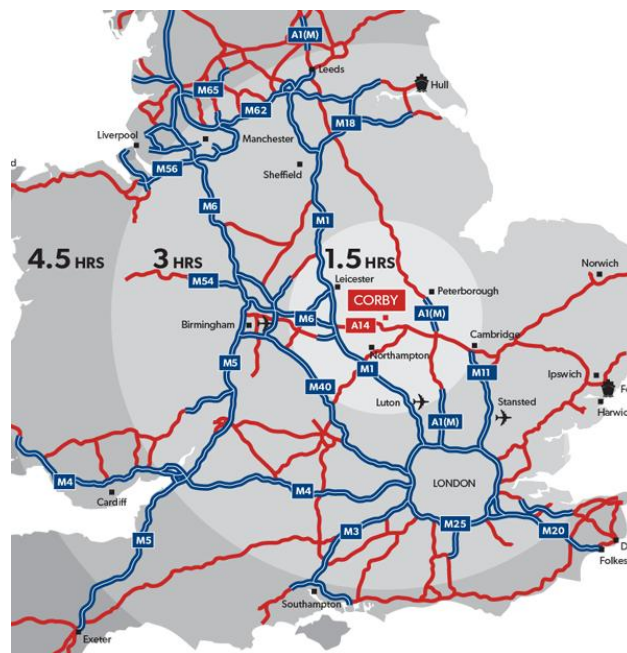 A1(M)
Leeds
M65
M62
Hull
M18
Liverpool
Manchester
M56
Sheffield
M6
M1
4.5 HRS
3 HRS
1.5 HRS
Norwich
M54
Leicester
CORBY
Peterborough
Birmingham
M6
A14
A1(M)
Cambridge
Northampton
M5
M1
M11
Ipswich
M40
Luton
Stansted
Harwic
A1(M)
M4
M4
LONDON
Cardiff
M5
M3
M25
M20
Folkes
Southampton
Exeter